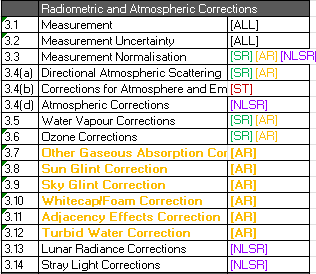 Radiometric and Atmospheric Corrections
3.1 Measurement [ALL]
3.2 Measurement Uncertainty [ALL]
3.3 Measurement Normalisation [SR] [AR] [NLSR]
3.4(a) Directional Atmospheric Scattering [SR] [AR]
3.4(b) Corrections for Atmosphere and Em [ST]
3.4(d) Atmospheric Corrections [NLSR]
3.5 Water Vapour Corrections [SR] [AR]
3.6 Ozone Corrections [SR] [AR]
3.7 Other Gaseous Absorption Cor [AR]
3.8 Sun Glint Correction [AR]
3.9 Sky Glint Correction [AR]
3.10 Whitecap/Foam Correction [AR]
3.11 Adjacency Effects Correction [AR]
3.12 Turbid Water Correction [AR]
3.13 Lunar Radiance Corrections [NLSR]
3.14 Stray Light Corrections [NLSR]